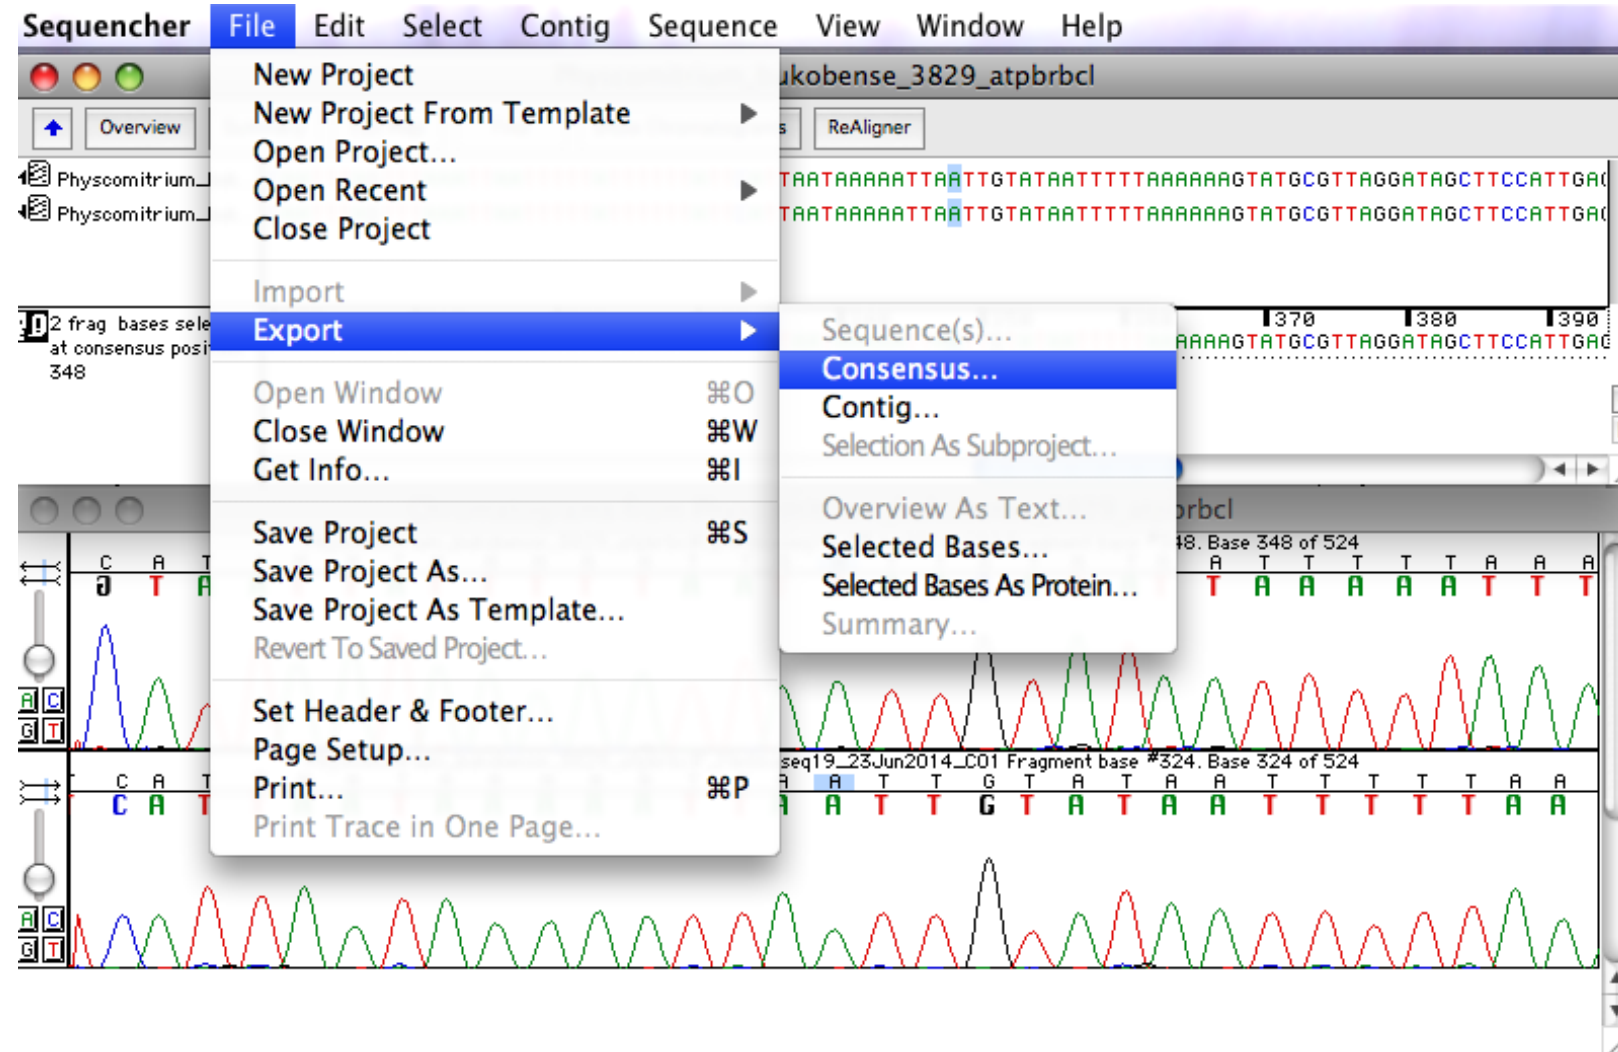 Sequencher File Edit Select Contig Sequence View Window Help
ukobense_3829_atpbrbcl
Overview
ReAligner
New Project
New Project From Template
Open Project...
Open Recent
Close Project
Import
Export
Open Window ⌘O
Close Window ⌘W
Get Info... ⌘I
Save Project ⌘S
Save Project As...
Save Project As Template...
Revert To Saved Project...
Set Header & Footer...
Page Setup...
Print... ⌘P
Print Trace in One Page...
Sequence(s)...
Consensus...
Contig...
Selection As Subproject...
Overview As Text...
Selected Bases...
Selected Bases As Protein...
Summary...
Physcomitrium_ TAATAAAAATTAATTGTATAATTTTTAAAAAAGTATGCGTTAGGATAGCTTCCATTGA
Physcomitrium_ TAATAAAAATTAATTGTATAATTTTTAAAAAAGTATGCGTTAGGATAGCTTCCATTGA
2 frag bases sele
at consensus posi
348
370 380 390
AAAAGTATGCGTTAGGATAGCTTCCATTGAG
prbcl
48. Base 348 of 524
C A T
A T T T T T A A A
G T A
T A A A A A T T T
A C
G T
seq19_23Jun2014_C01 Fragment base #324. Base 324 of 524
C A T
A A T T G T A T A A T T T T T A A
C A T
A A T T G T A T A A T T T T T A A
A C
G T